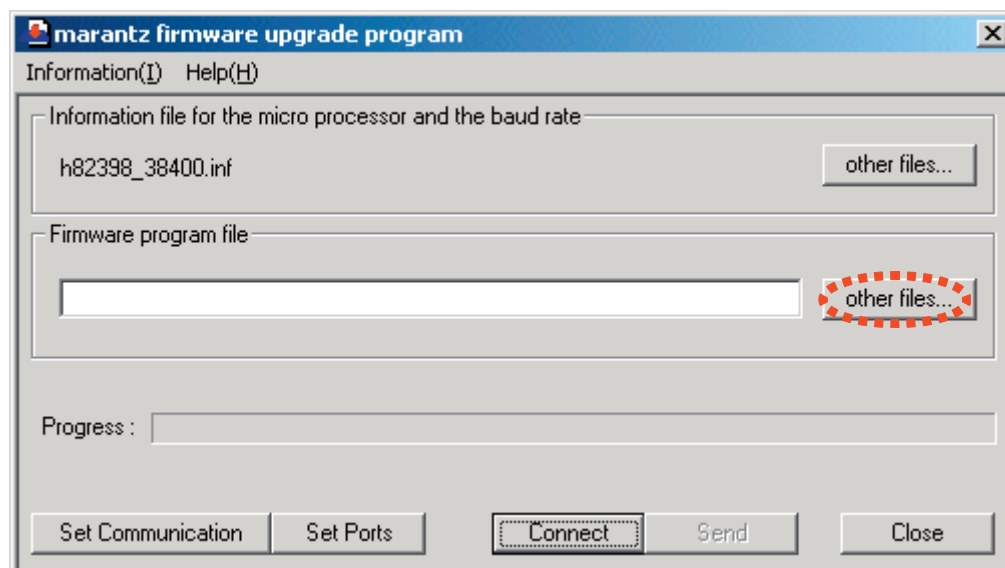 marantz firmware upgrade program
Information(I) Help(H)
Information file for the micro processor and the baud rate
h82398_38400.inf
other files...
Firmware program file
other files...
Progress :
Set Communication Set Ports Connect Send Close